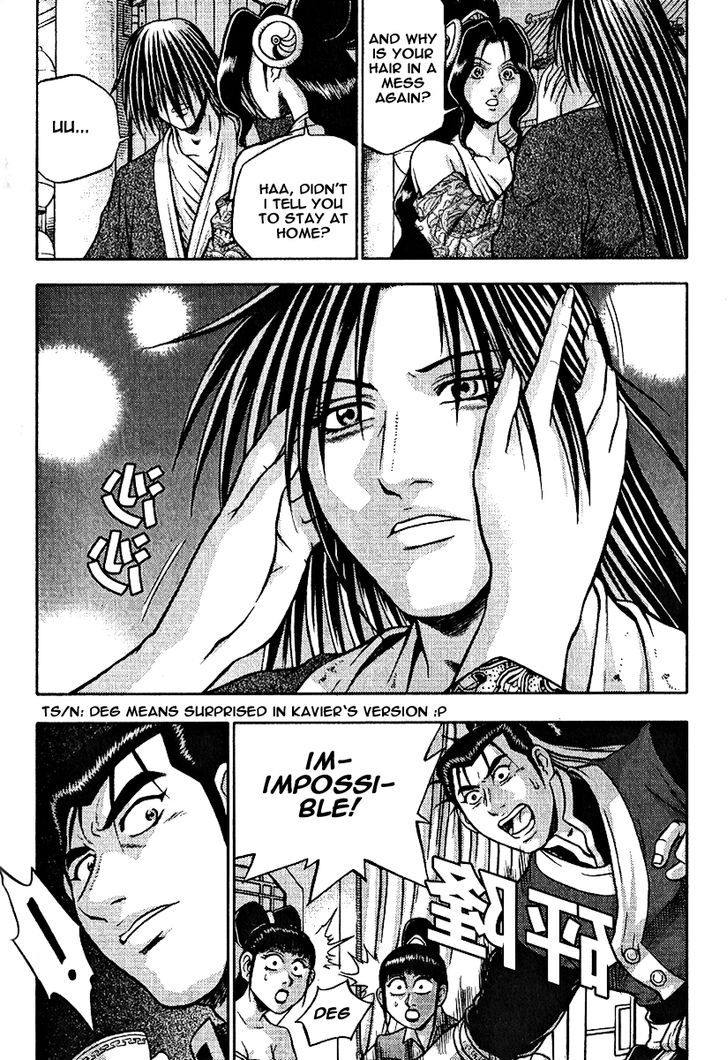 UU...
HAA, DIDN'T
I TELL YOU
TO STAY AT
HOME?
AND WHY
IS YOUR
HAIR IN A
MESS
AGAIN?
TS/N: DEG MEANS SURPRISED IN KAVIER'S VERSION :P
!
IM-
IMPOSSI-
BLE!
DEG